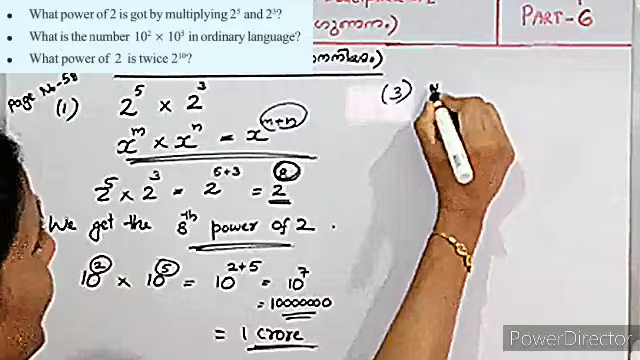 • What power of 2 is got by multiplying 2⁵ and 2³?
• What is the number 10² × 10⁵ in ordinary language?
• What power of 2 is twice 2¹⁰?
PART-6
ഗുണനം.
Page No-58
(1) 2⁵ × 2³
xᵐ × xⁿ = x⁽ᵐ⁺ⁿ⁾
2⁵ × 2³ = 2⁵⁺³ = 2⁸
We get the 8ᵗʰ power of 2 .
10² × 10⁵ = 10²⁺⁵ = 10⁷
= 10000000
= 1 crore
(3)
PowerDirector